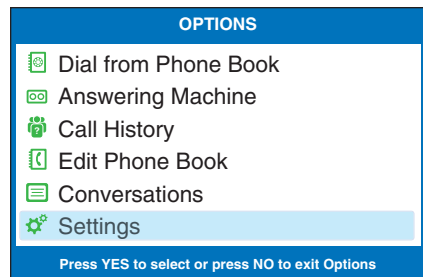 OPTIONS
Dial from Phone Book
Answering Machine
Call History
Edit Phone Book
Conversations
Settings
Press YES to select or press NO to exit Options